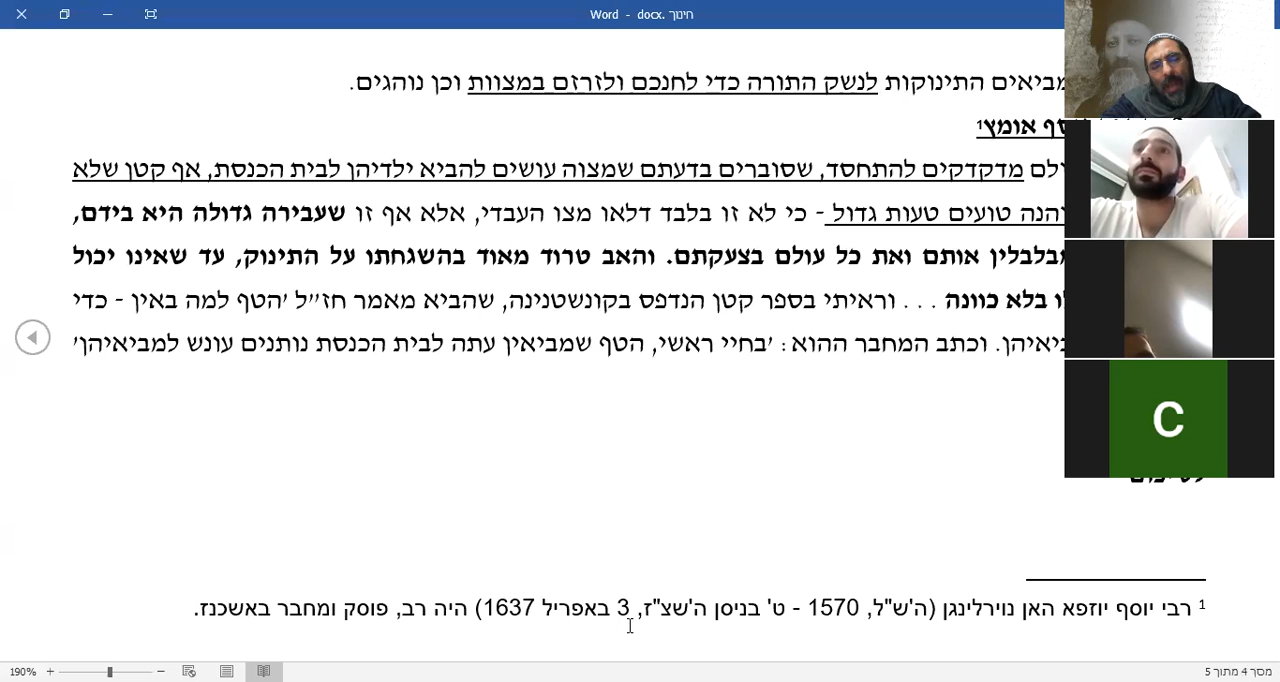 חינוך .docx - Word
מביאים התינוקות לנשק התורה כדי לחנכם ולזרזם במצוות וכן נוהגים.
אומץ1
מדקדקים להתחסד, שסוברים בדעתם שמצוה עושים להביא ילדיהן לבית הכנסת, אף קטן שלא
והנה טועים טעות גדול - כי לא זו בלבד דלאו מצו העבדי, אלא אף זו שעבירה גדולה היא בידם,
מבלבלין אותם ואת כל עולם בצעקתם. והאב טרוד מאוד בהשגחתו על התינוק, עד שאינו יכול
בלא כוונה . . . וראיתי בספר קטן הנדפס בקונשטנינה, שהביא מאמר חז״ל 'הטף למה באין - כדי
וכתב המחבר ההוא: 'בחיי ראשי, הטף שמביאין עתה לבית הכנסת נותנים עונש למביאיהן'
C
1 רבי יוסף יוזפא האן נוירלינגן (ה'ש"ל, 1570 - ט' בניסן ה'שצ"ז, 3 באפריל 1637) היה רב, פוסק ומחבר באשכנז.
מסך 4 מתוך 5
190%